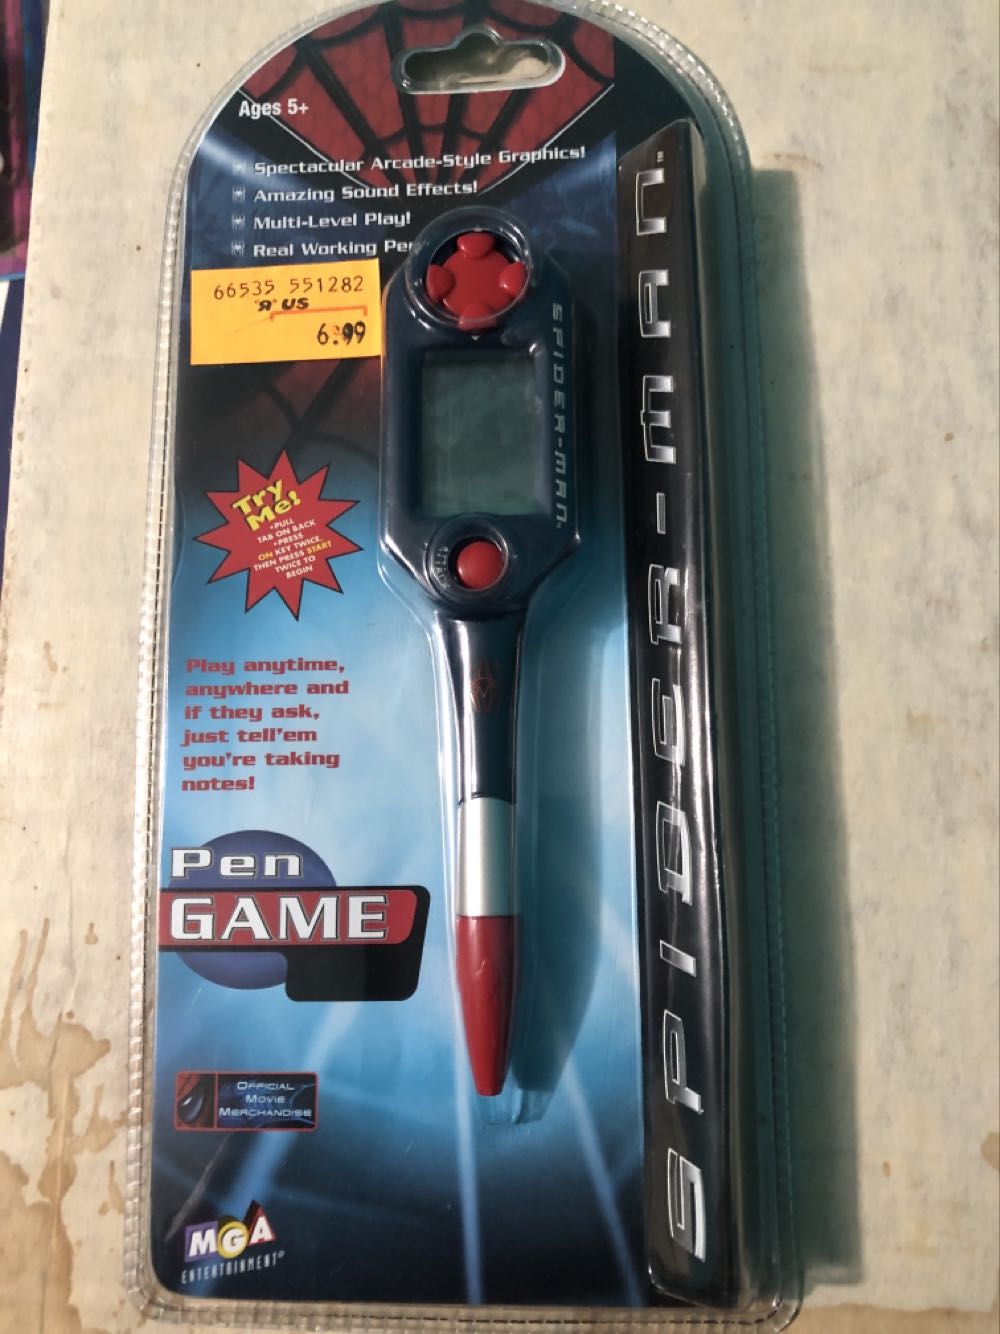 Ages 5+
Spectacular Arcade-Style Graphics!
Amazing Sound Effects!
Multi-Level Play!
Real Working Pen
66535 551282
"R" US
6.99
SPIDER-MAN
Try
Me!
•PULL
TAB ON BACK
•PRESS
ON KEY TWICE,
THEN PRESS START
TWICE TO
BEGIN
Play anytime,
anywhere and
if they ask,
just tell'em
you're taking
notes!
Pen
GAME
OFFICIAL
MOVIE
MERCHANDISE
MGA
ENTERTAINMENT®
SPIDER-MAN™